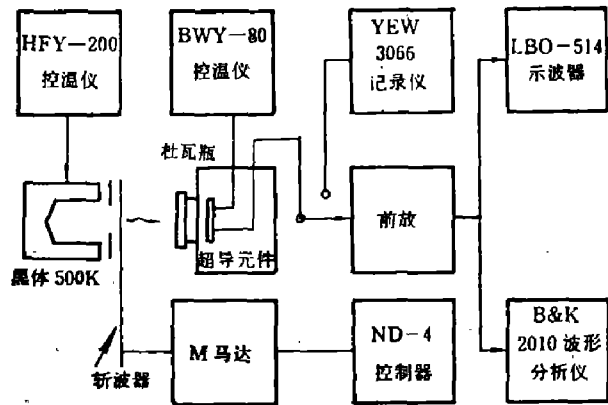 HFY-200
控温仪
BWY-80
控温仪
YEW
3066
记录仪
LBO-514
示波器
杜瓦瓶
超导元件
前放
黑体 500K
斩波器
M 马达
ND-4
控制器
B&K
2010 波形
分析仪